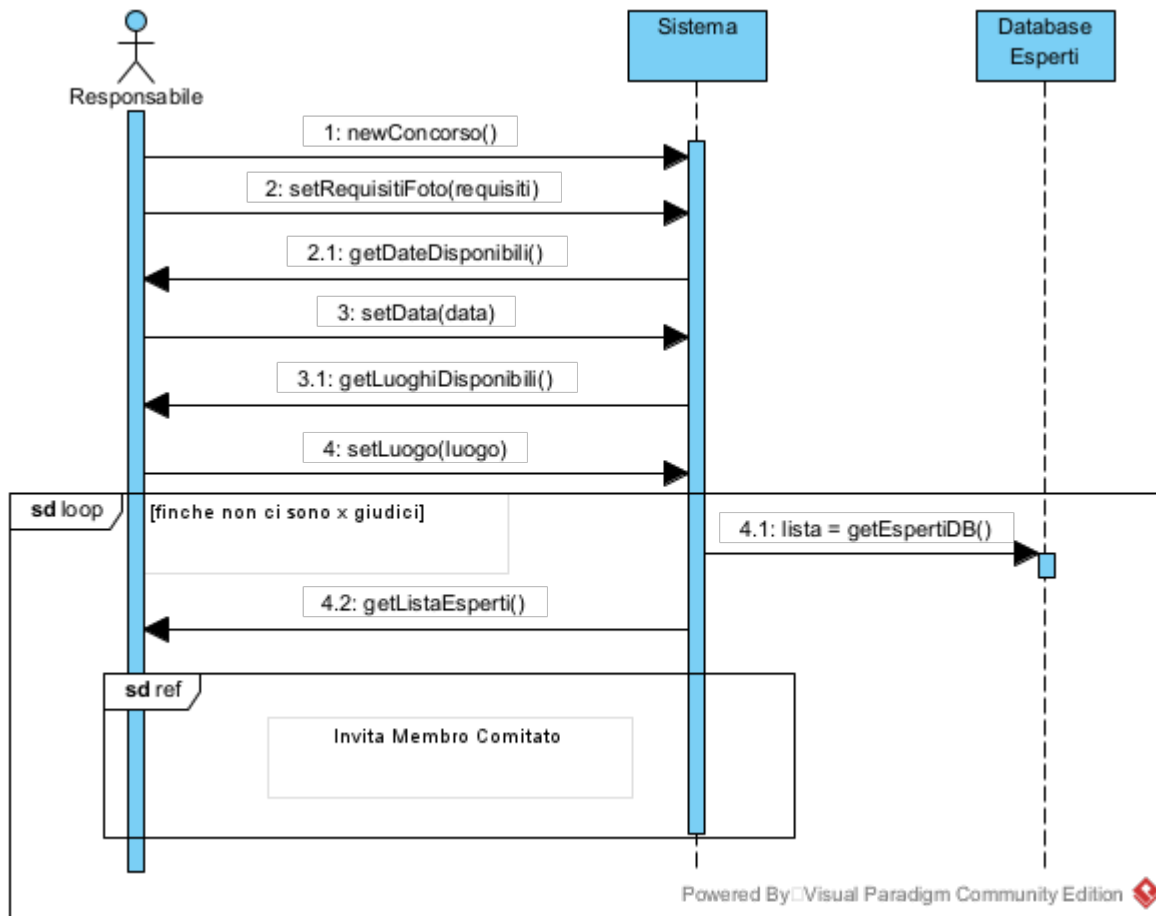 Sistema
Database
Esperti
Responsabile
1: newConcorso()
2: setRequisitiFoto(requisiti)
2.1: getDateDisponibili()
3: setData(data)
3.1: getLuoghiDisponibili()
4: setLuogo(luogo)
sd loop
[finche non ci sono x giudici]
4.1: lista = getEspertiDB()
4.2: getListaEsperti()
sd ref
Invita Membro Comitato
Powered By Visual Paradigm Community Edition